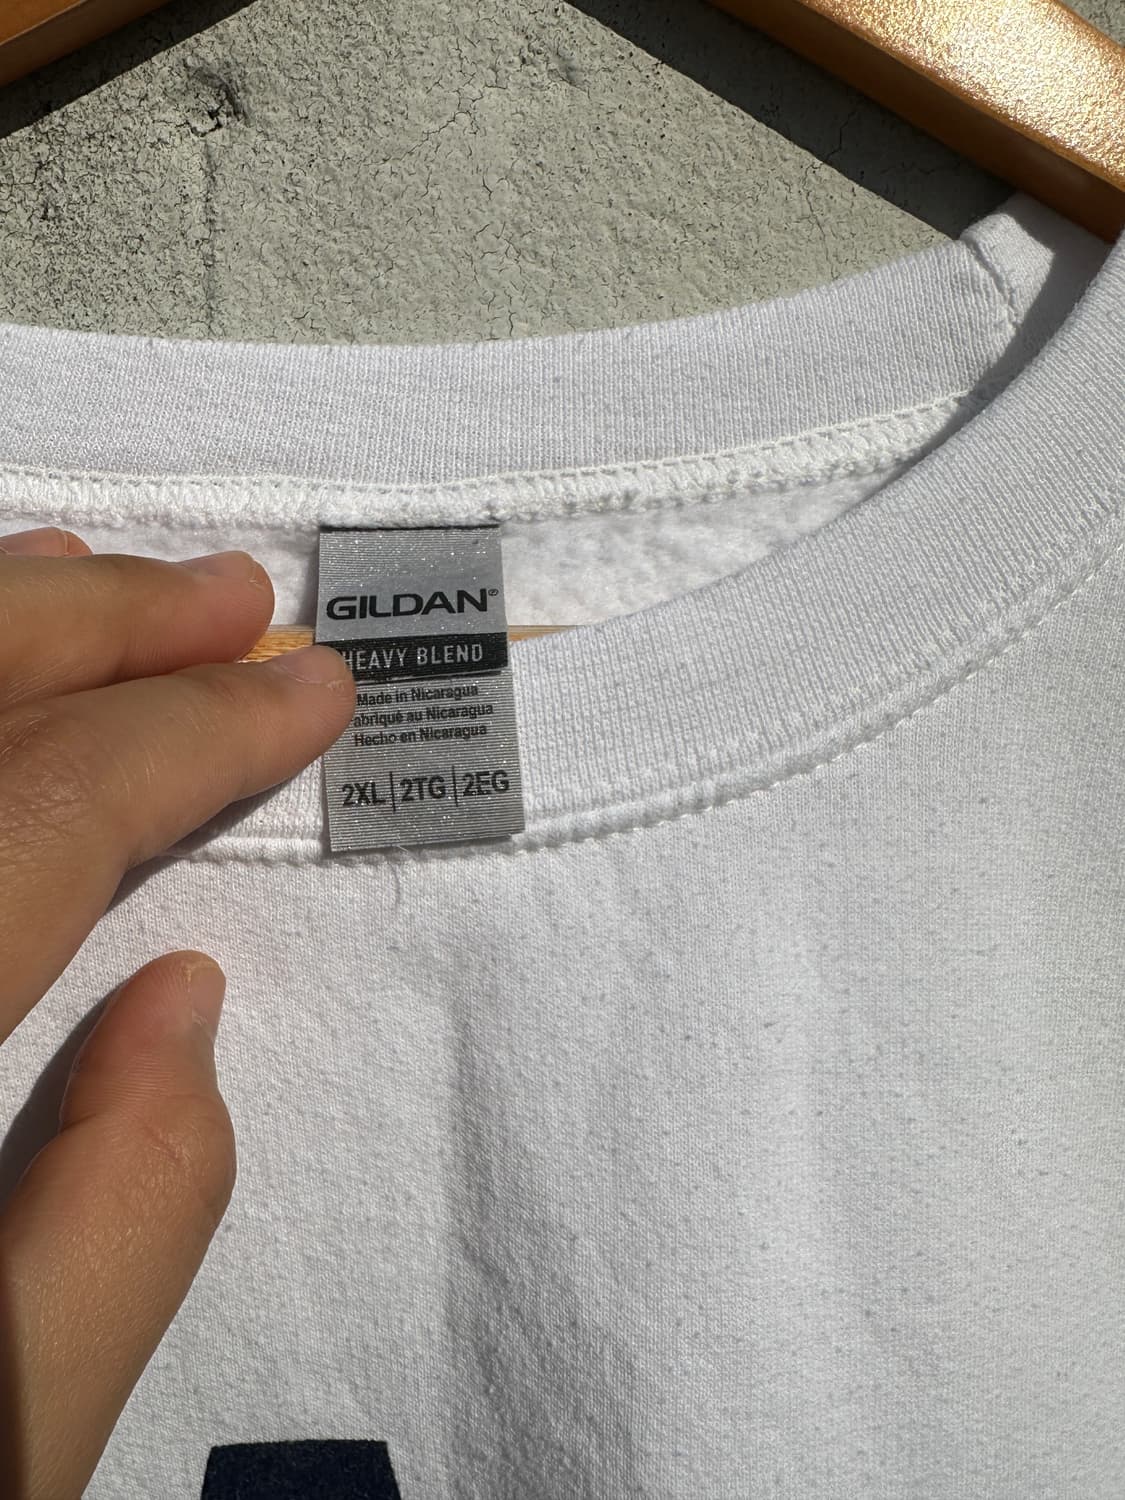 GILDAN®
HEAVY BLEND
Made in Nicaragua
abriqué au Nicaragua
Hecho en Nicaragua
2XL|2TG|2EG